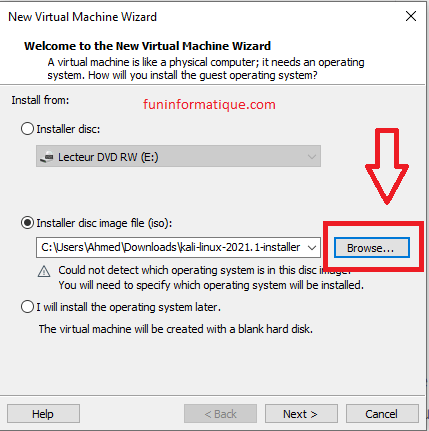 New Virtual Machine Wizard
Welcome to the New Virtual Machine Wizard
A virtual machine is like a physical computer; it needs an operating
system. How will you install the guest operating system?
Install from:
funinformatique.com
Installer disc:
Lecteur DVD RW (E:)
Installer disc image file (iso):
C:\Users\Ahmed\Downloads\kali-linux-2021.1-installer
Browse...
Could not detect which operating system is in this disc image.
You will need to specify which operating system will be installed.
I will install the operating system later.
The virtual machine will be created with a blank hard disk.
Help
< Back
Next >
Cancel